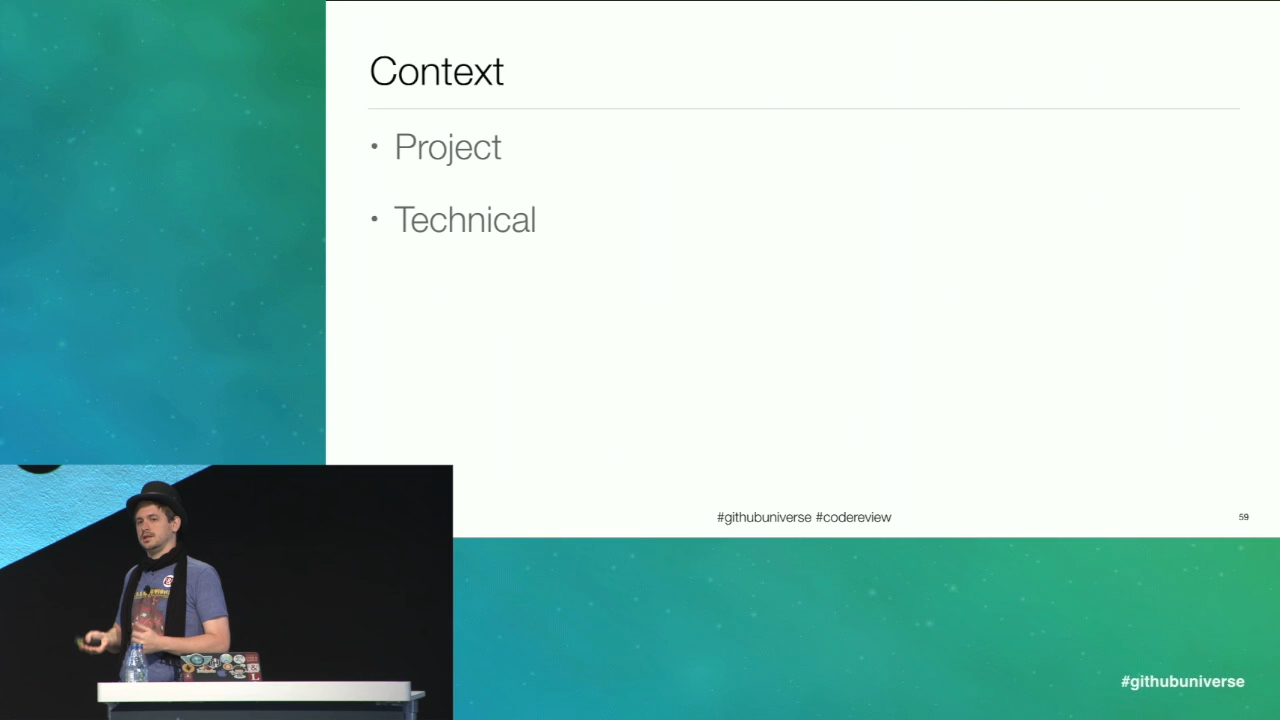 Context
• Project
• Technical
#githubuniverse #codereview
59
#githubuniverse